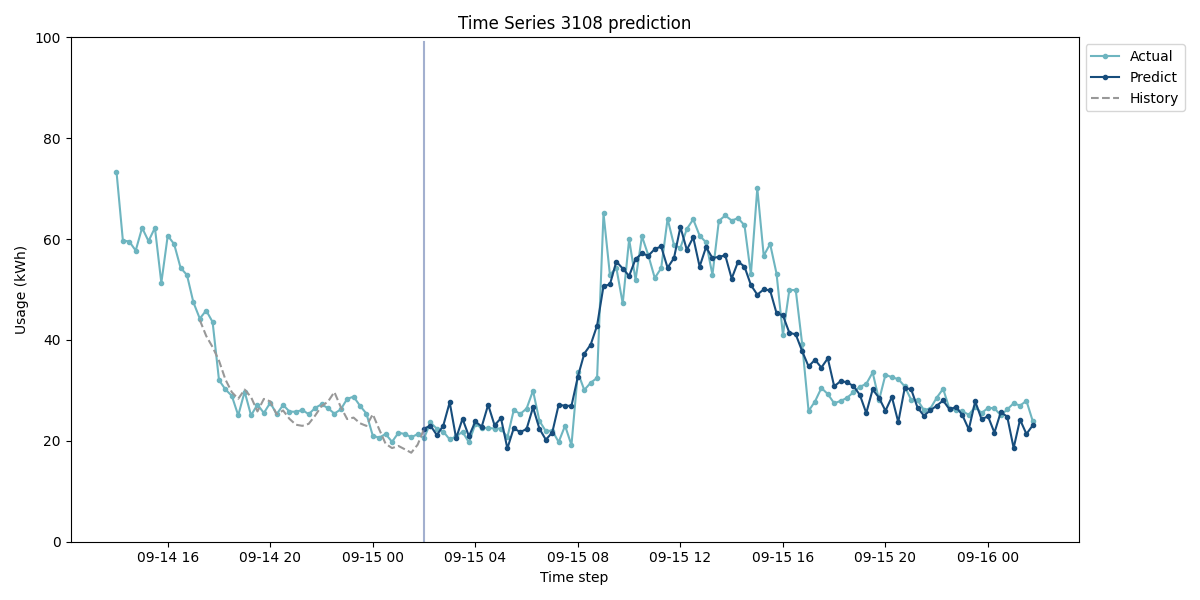 Time Series 3108 prediction
100
80
60
40
20
0
Usage (kWh)
09-14 16
09-14 20
09-15 00
09-15 04
09-15 08
09-15 12
09-15 16
09-15 20
09-16 00
Time step
Actual
Predict
History